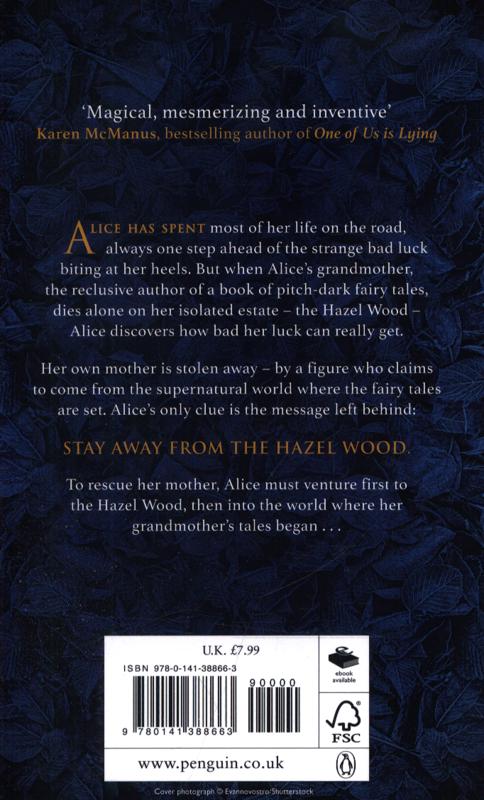 ‘Magical, mesmerizing and inventive’
Karen McManus, bestselling author of One of Us is Lying
ALICE HAS SPENT most of her life on the road,
always one step ahead of the strange bad luck
biting at her heels. But when Alice’s grandmother,
the reclusive author of a book of pitch-dark fairy tales,
dies alone on her isolated estate – the Hazel Wood –
Alice discovers how bad her luck can really get.
Her own mother is stolen away – by a figure who claims
to come from the supernatural world where the fairy tales
are set. Alice’s only clue is the message left behind:
STAY AWAY FROM THE HAZEL WOOD.
To rescue her mother, Alice must venture first to
the Hazel Wood, then into the world where her
grandmother’s tales began . . .
U.K. £7.99
ISBN 978-0-141-38866-3
90000
9 780141 388663
ebook
available
FSC
www.penguin.co.uk
Cover photograph © Evannovostro/Shutterstock